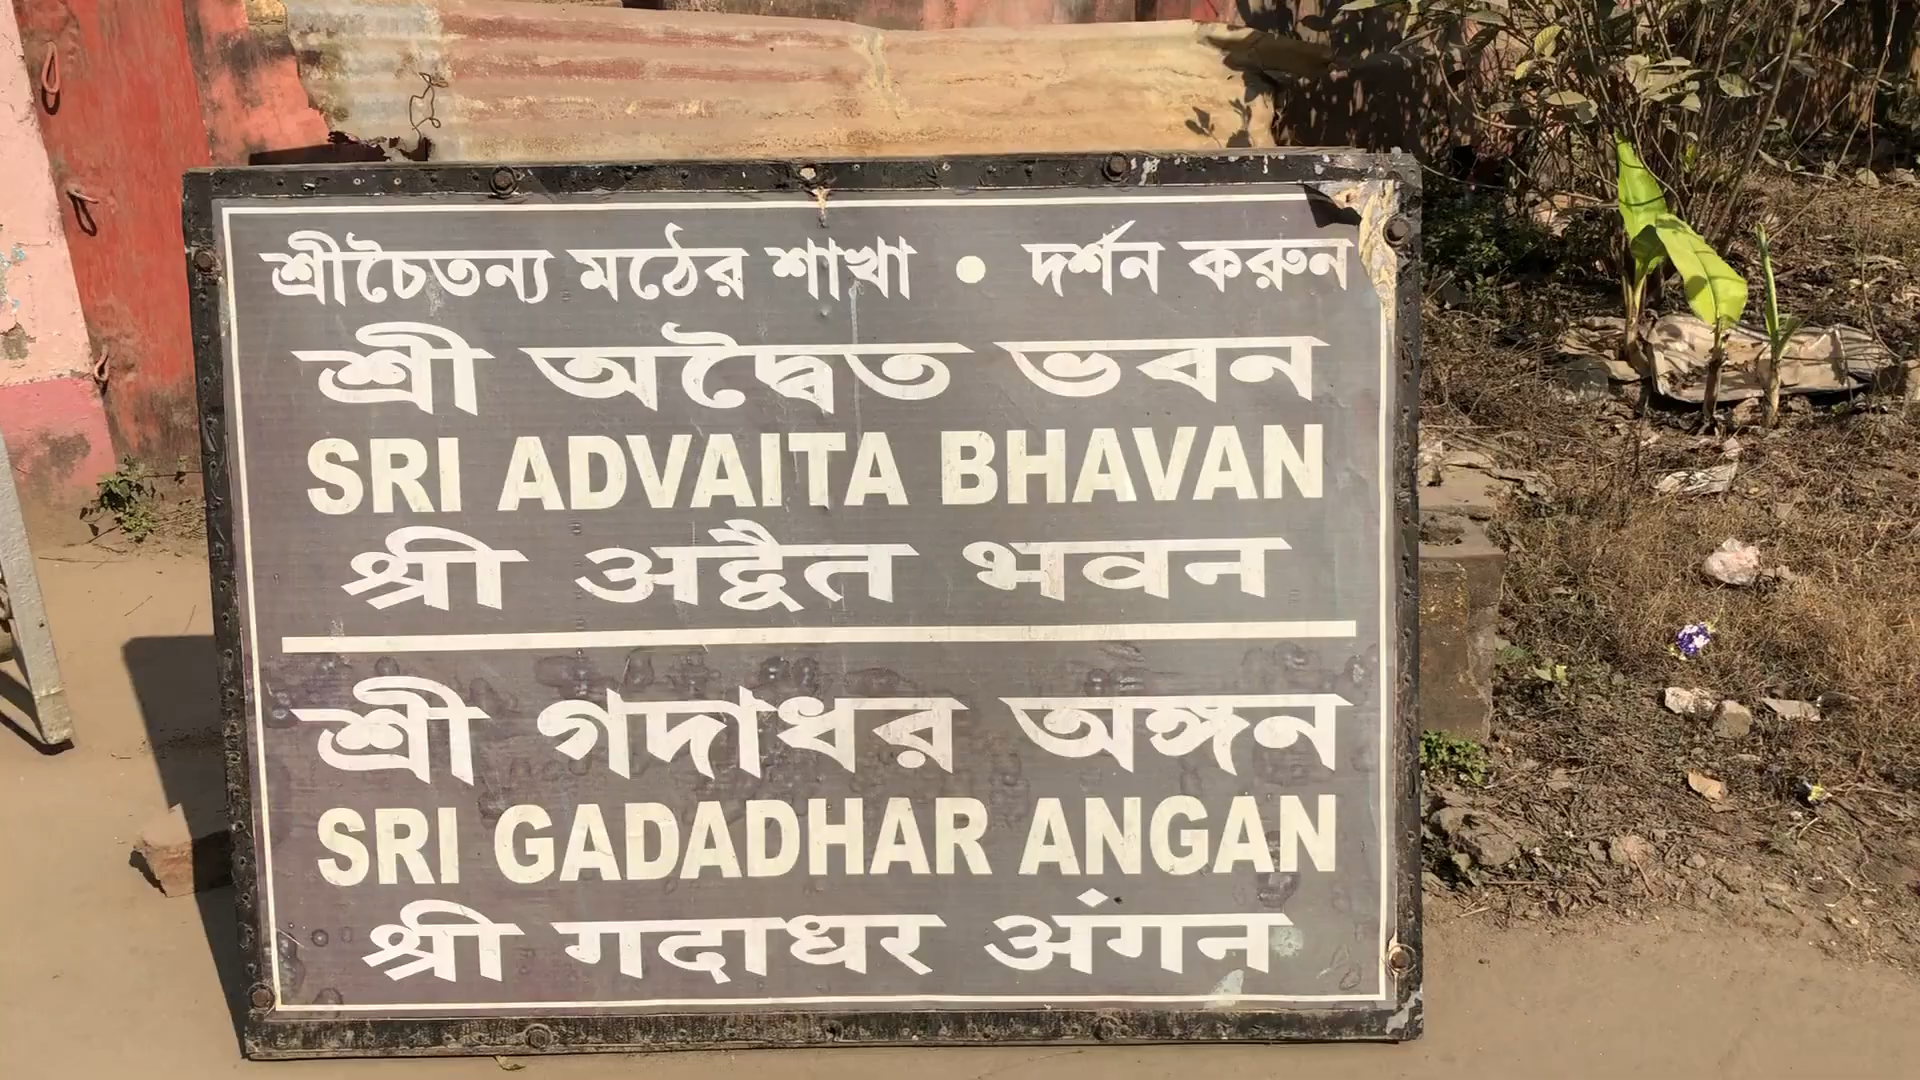 শ্রীচৈতন্য মঠের শাখা • দর্শন করুন
শ্রী অদ্বৈত ভবন
SRI ADVAITA BHAVAN
श्री अद्वैत भवन
শ্রী গদাধর অঙ্গন
SRI GADADHAR ANGAN
श्री गदाधर अंगन